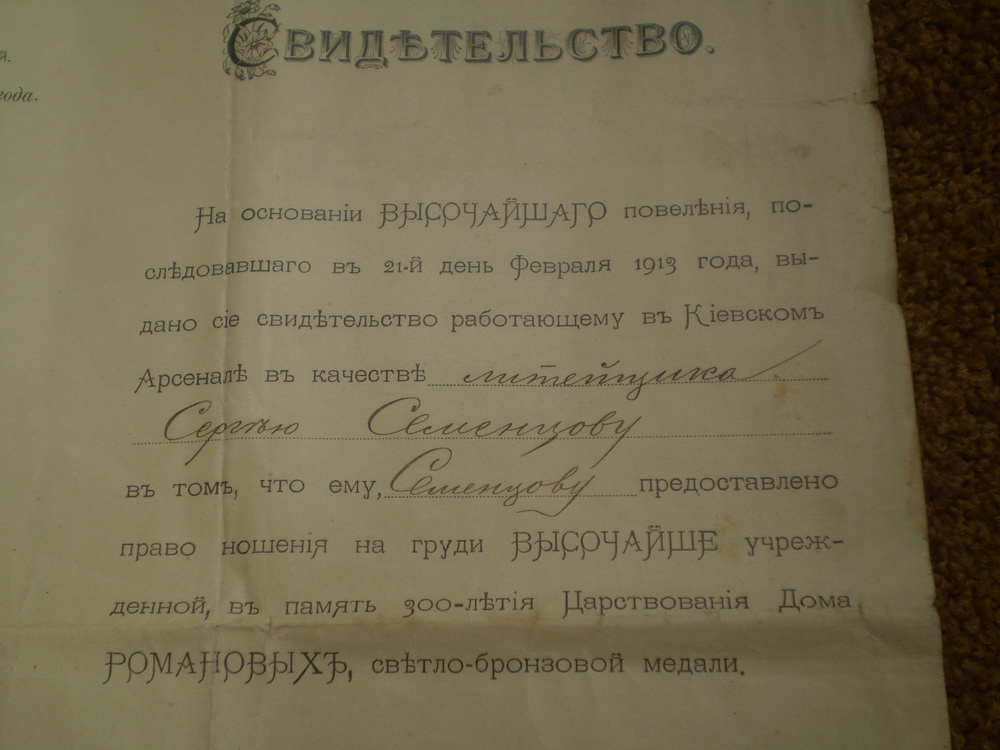 Свидѣтельство.
й.
года.
На основаніи ВЫСОЧАЙШАГО повелѣнія, по-
слѣдовавшаго въ 21-й день Февраля 1913 года, вы-
дано сіе свидѣтельство работающему въ Кіевскомъ
Арсеналѣ въ качествѣ литейщика
Сергѣю Семенцову
въ томъ, что ему, Семенцову предоставлено
право ношенія на груди ВЫСОЧАЙШЕ учреж-
денной, въ память 300-лѣтія Царствованія Дома
РОМАНОВЫХЪ, свѣтло-бронзовой медали.